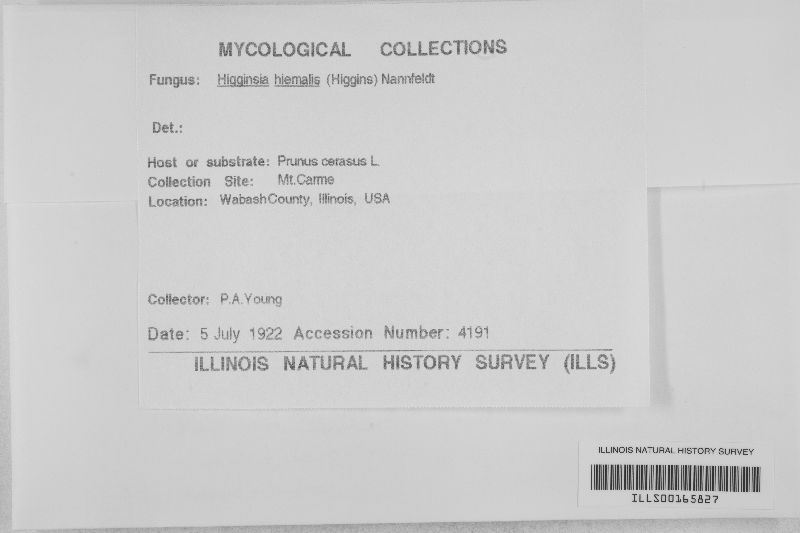 MYCOLOGICAL COLLECTIONS
Fungus: Higginsia hiemalis (Higgins) Nannfeldt
Det.:
Host or substrate: Prunus cerasus L.
Collection Site: Mt.Carme
Location: Wabash County, Illinois, USA
Collector: P.A.Young
Date: 5 July 1922 Accession Number: 4191
ILLINOIS NATURAL HISTORY SURVEY (ILLS)
ILLINOIS NATURAL HISTORY SURVEY
ILLS00165827